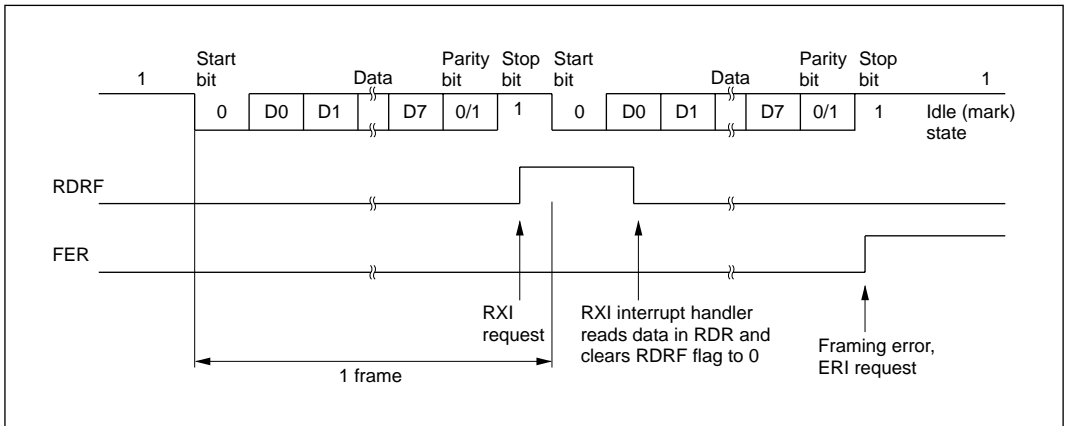 1
Start bit
Data
Parity bit
Stop bit
Start bit
Data
Parity bit
Stop bit
1
0 D0 D1 D7 0/1 1 0 D0 D1 D7 0/1 1
Idle (mark) state
RDRF
FER
RXI request
RXI interrupt handler
reads data in RDR and
clears RDRF flag to 0
Framing error,
ERI request
1 frame